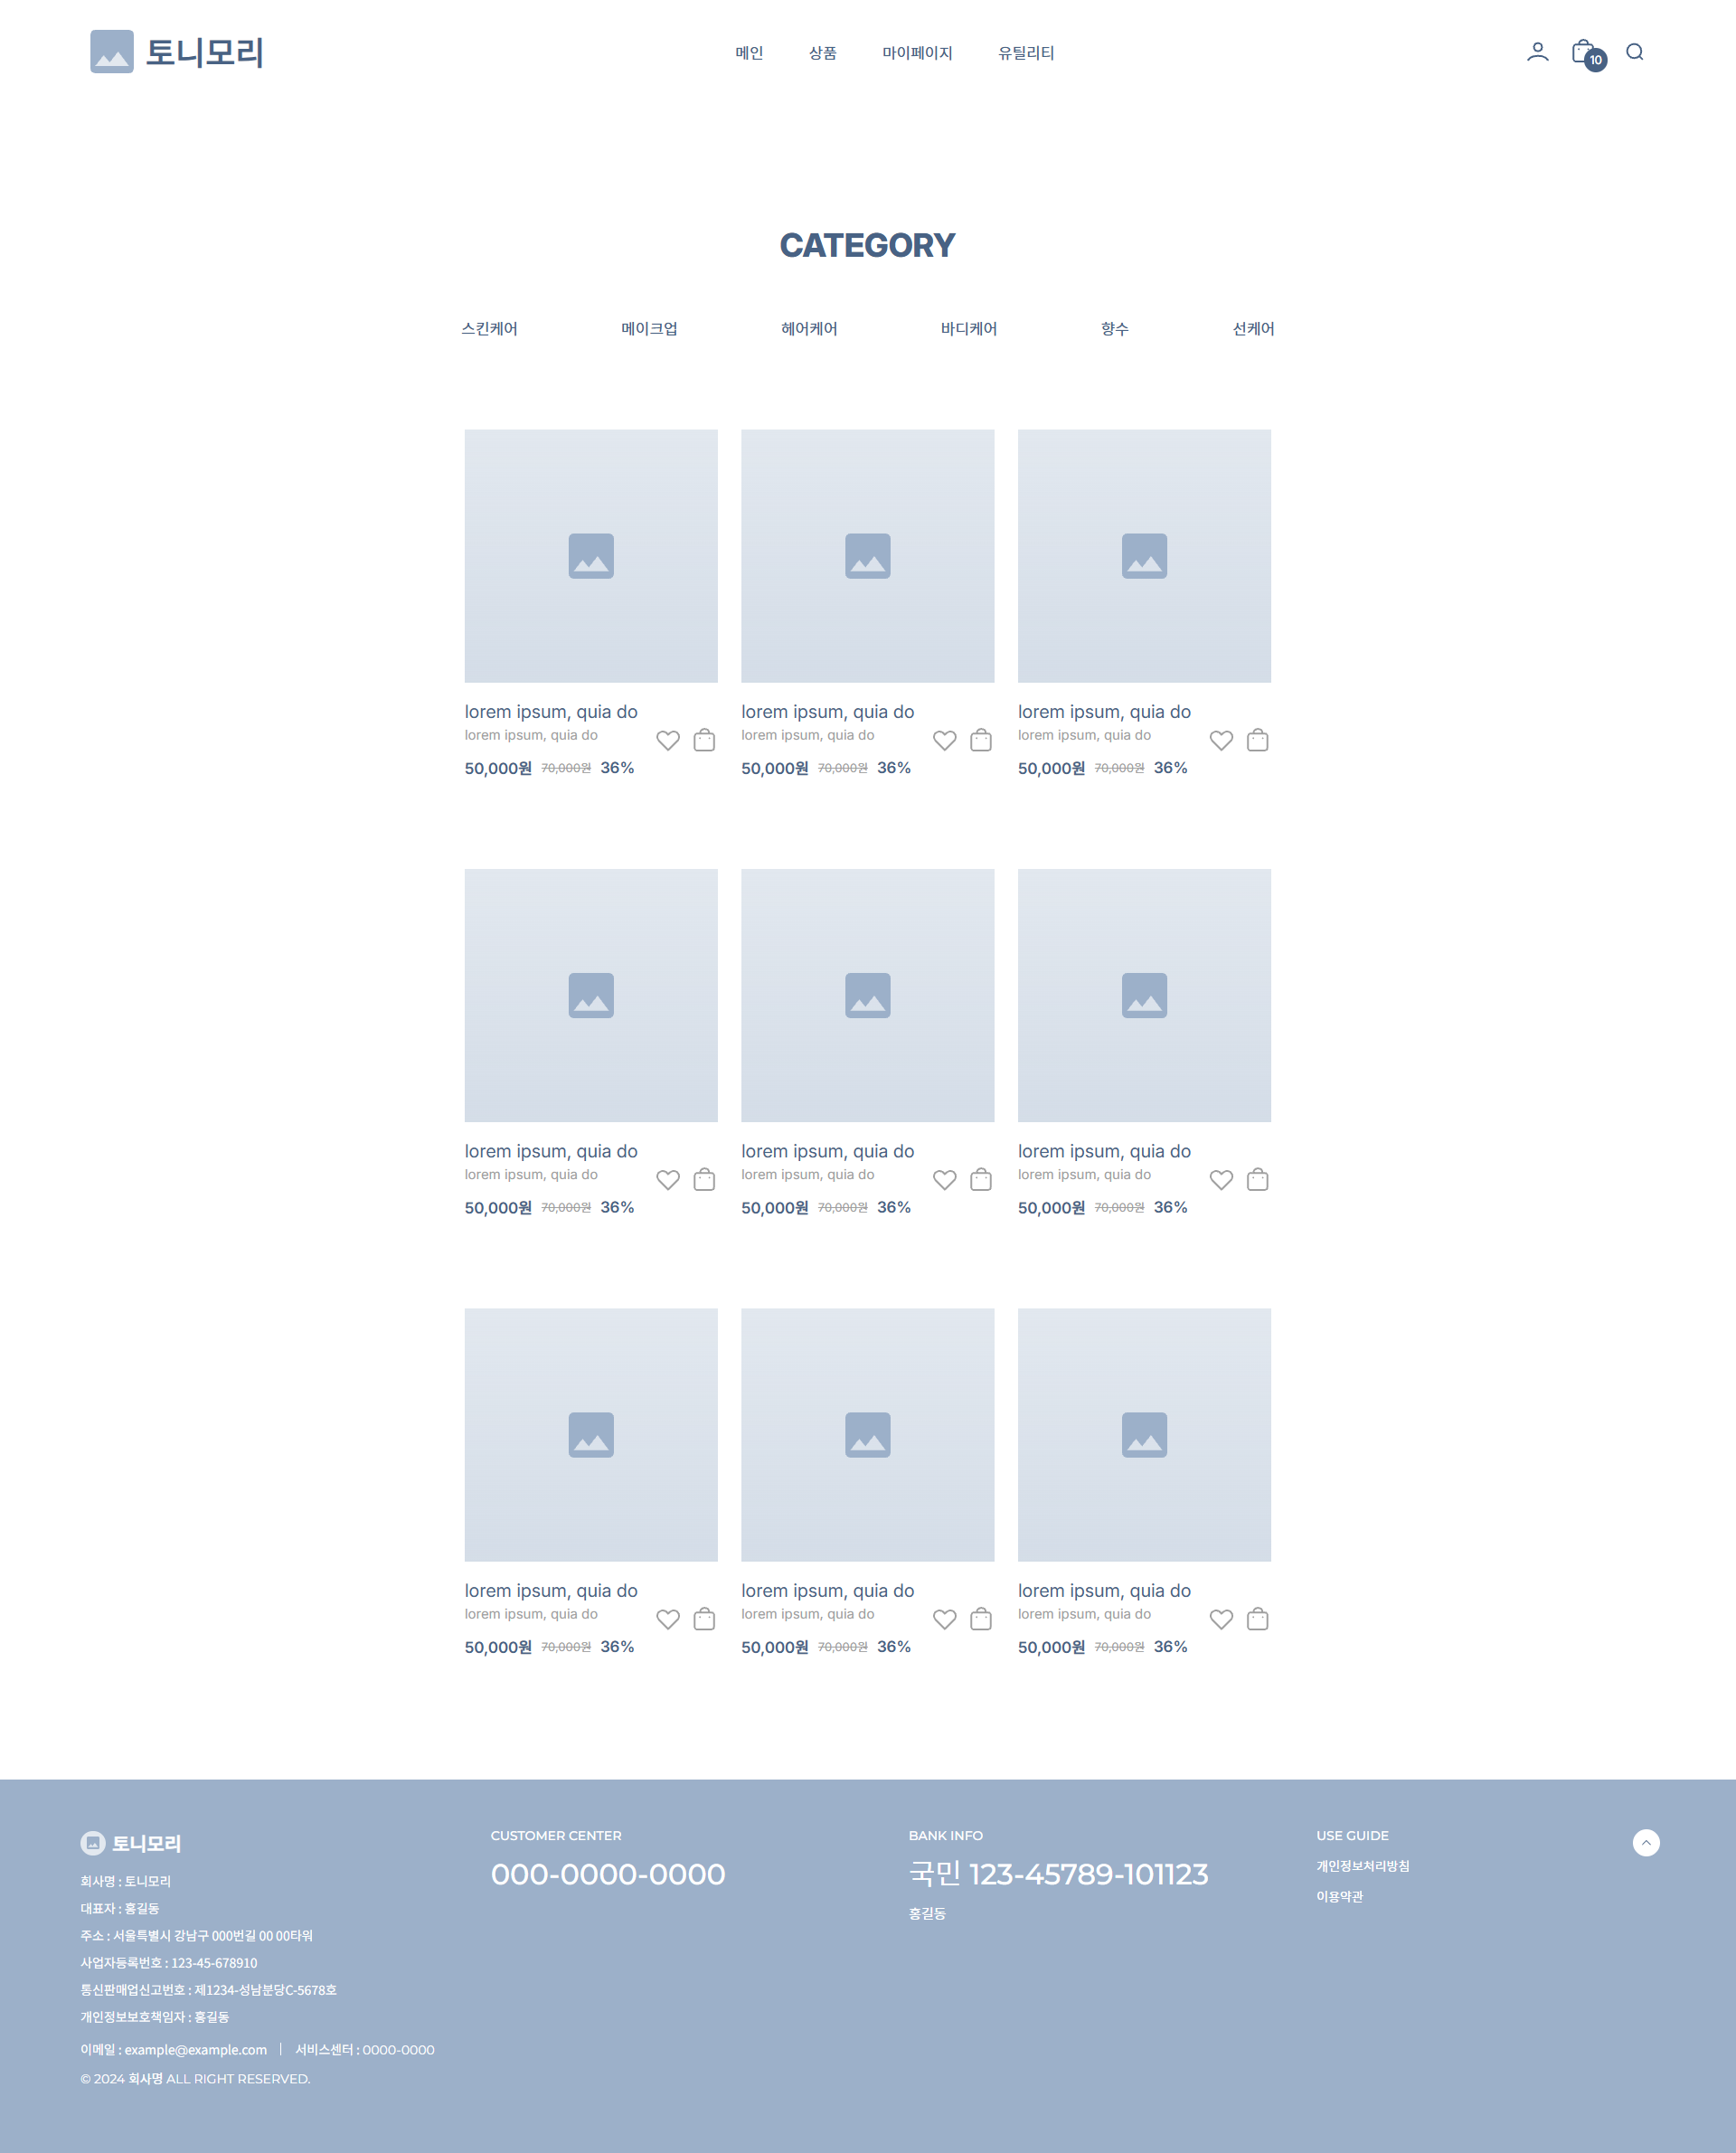 토니모리
메인 상품 마이페이지 유틸리티
10
CATEGORY
스킨케어 메이크업 헤어케어 바디케어 향수 선케어
lorem ipsum, quia do
lorem ipsum, quia do
50,000원 70,000원 36%
lorem ipsum, quia do
lorem ipsum, quia do
50,000원 70,000원 36%
lorem ipsum, quia do
lorem ipsum, quia do
50,000원 70,000원 36%
lorem ipsum, quia do
lorem ipsum, quia do
50,000원 70,000원 36%
lorem ipsum, quia do
lorem ipsum, quia do
50,000원 70,000원 36%
lorem ipsum, quia do
lorem ipsum, quia do
50,000원 70,000원 36%
lorem ipsum, quia do
lorem ipsum, quia do
50,000원 70,000원 36%
lorem ipsum, quia do
lorem ipsum, quia do
50,000원 70,000원 36%
lorem ipsum, quia do
lorem ipsum, quia do
50,000원 70,000원 36%
토니모리
회사명 : 토니모리
대표자 : 홍길동
주소 : 서울특별시 강남구 000번길 00 00타워
사업자등록번호 : 123-45-678910
통신판매업신고번호 : 제1234-성남분당C-5678호
개인정보보호책임자 : 홍길동
이메일 : example@example.com | 서비스센터 : 0000-0000
© 2024 회사명 ALL RIGHT RESERVED.
CUSTOMER CENTER
000-0000-0000
BANK INFO
국민 123-45789-101123
홍길동
USE GUIDE
개인정보처리방침
이용약관